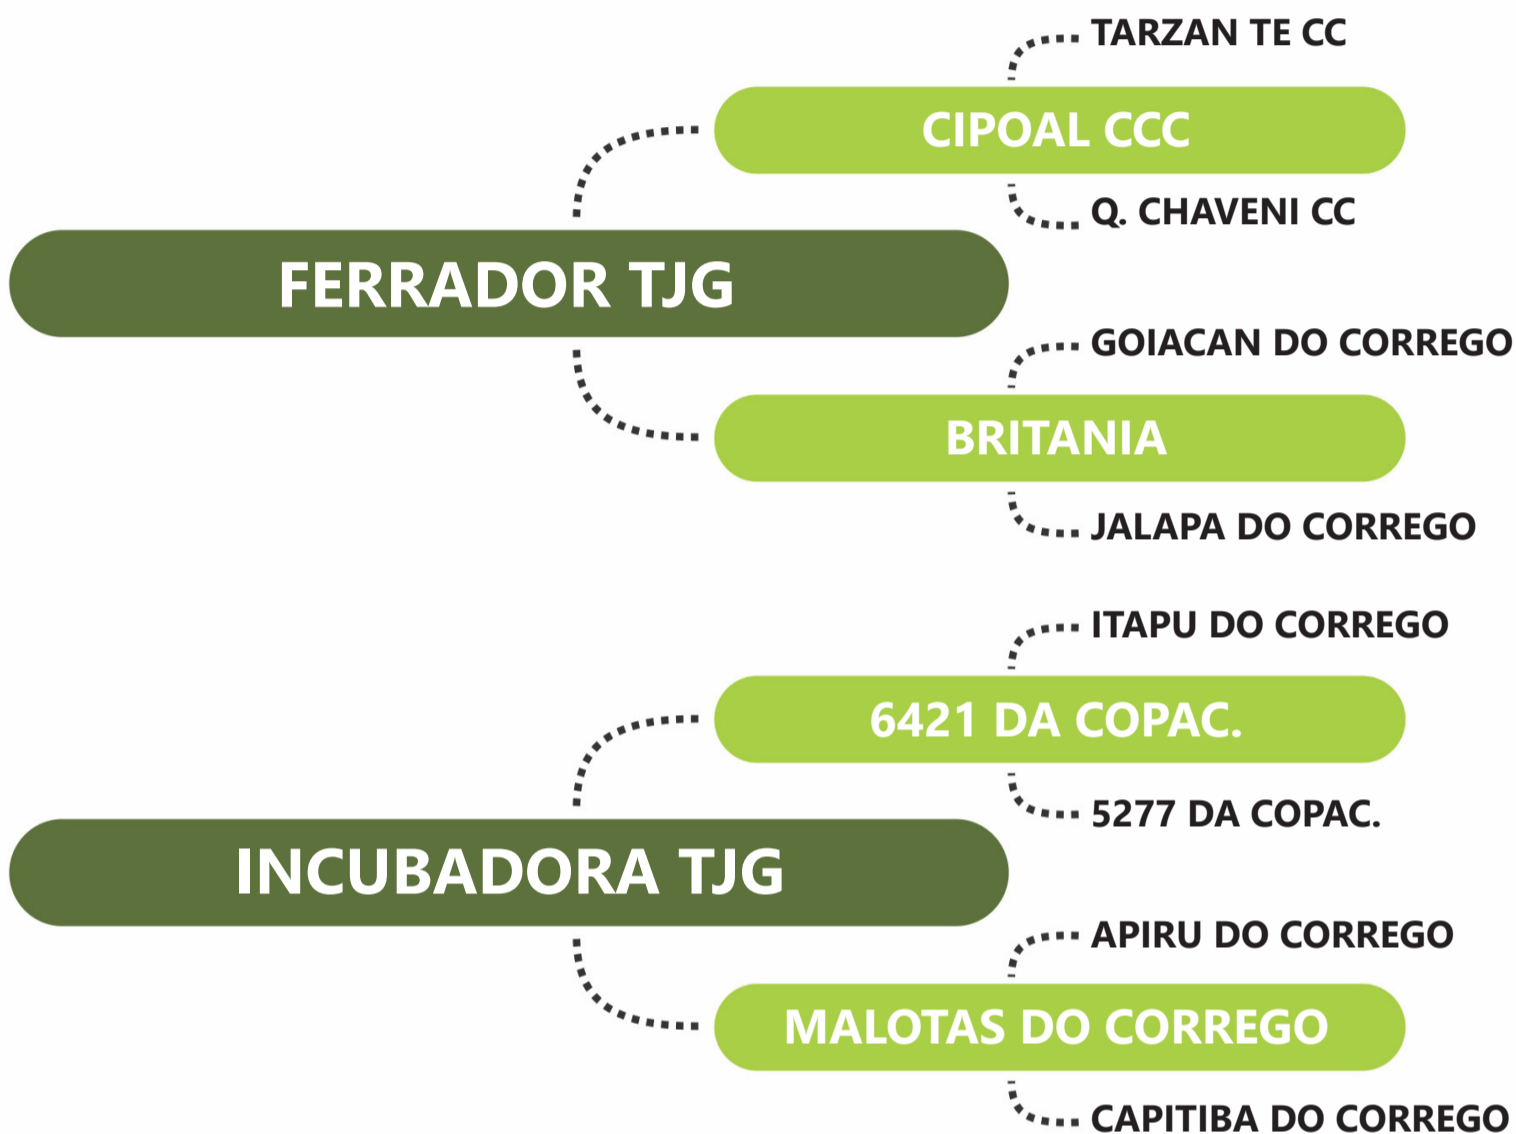 TARZAN TE CC
CIPOAL CCC
Q. CHAVENI CC
FERRADOR TJG
GOIACAN DO CORREGO
BRITANIA
JALAPA DO CORREGO
ITAPU DO CORREGO
6421 DA COPAC.
5277 DA COPAC.
INCUBADORA TJG
APIRU DO CORREGO
MALOTAS DO CORREGO
CAPITIBA DO CORREGO